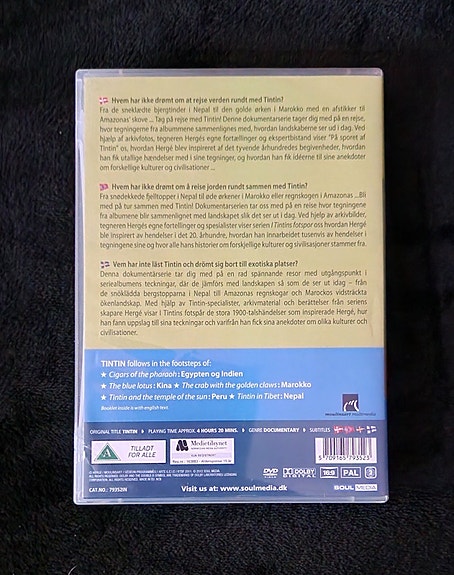 Hvem har ikke drømt om at rejse verden rundt med Tintin?
Fra de sneklædte bjergtinder i Nepal til den golde ørken i Marokko med en afstikker til
Amazonas' skove ... Tag på rejse med Tintin! Denne dokumentarserie tager dig med på en rejse,
hvor tegningerne fra albummene sammenlignes med, hvordan landskaberne ser ud i dag. Ved
hjælp af arkivfotos, tegneren Hergés egne fortællinger og ekspertbistand viser "På sporet af
Tintin" os, hvordan Hergé blev inspireret af det tyvende århundredes begivenheder, hvordan
han fik utallige hændelser med i sine tegninger, og hvordan han fik idéerne til sine anekdoter
om forskellige kulturer og civilisationer ...
Hvem har ikke drømt om å reise jorden rundt sammen med Tintin?
Fra snødekkede fjelltopper i Nepal til øde ørkener i Marokko eller regnskogen i Amazonas ...Bli
med på tur sammen med Tintin! Dokumentarserien tar oss med på en reise hvor tegningene
fra albumene blir sammenlignet med landskapet slik det ser ut i dag. Ved hjelp av arkivbilder,
tegneren Hergés egne fortellinger og spesialister viser serien I Tintins fotspor oss hvordan Hergé
ble inspirert av hendelser i det 20. århundre, hvordan han innarbeidet tusenvis av hendelser i
tegningene sine og hvor alle hans historier om forskjellige kulturer og sivilisasjoner stammer fra.
Vem har inte läst Tintin och drömt sig bort till exotiska platser?
Denna dokumentärserie tar dig med på en rad spännande resor med utgångspunkt i
seriealbumens teckningar, där de jämförs med landskapen så som de ser ut idag – från
de snöklädda bergstopparna i Nepal till Amazonas regnskogar och Marockos vidsträckta
ökenlandskap. Med hjälp av Tintin-specialister, arkivmaterial och berättelser från seriens
skapare Hergé visar I Tintins fotspår de stora 1900-talshändelser som inspirerade Hergé, hur
han fann uppslag till sina teckningar och varifrån han fick sina anekdoter om olika kulturer och
civilisationer.
TINTIN follows in the footsteps of:
★ Cigars of the pharaoh: Egypten og Indien
★ The blue lotus: Kina ★ The crab with the golden claws: Marokko
★ Tintin and the temple of the sun: Peru ★ Tintin in Tibet: Nepal
Booklet inside is with english text.
moulinsart multimedia
ORIGINAL TITLE TINTIN PLAYING TIME APPROX. 4 HOURS 20 MINS. GENRE DOCUMENTARY SUBTITLES
A
TILLADT
FOR ALLE
Medietilsynet
5 709165 793523
DVD VIDEO DOLBY DIGITAL 16:9 PAL
CAT.NO.: 79352IN
Visit us at: www.soulmedia.dk
SOUL MEDIA